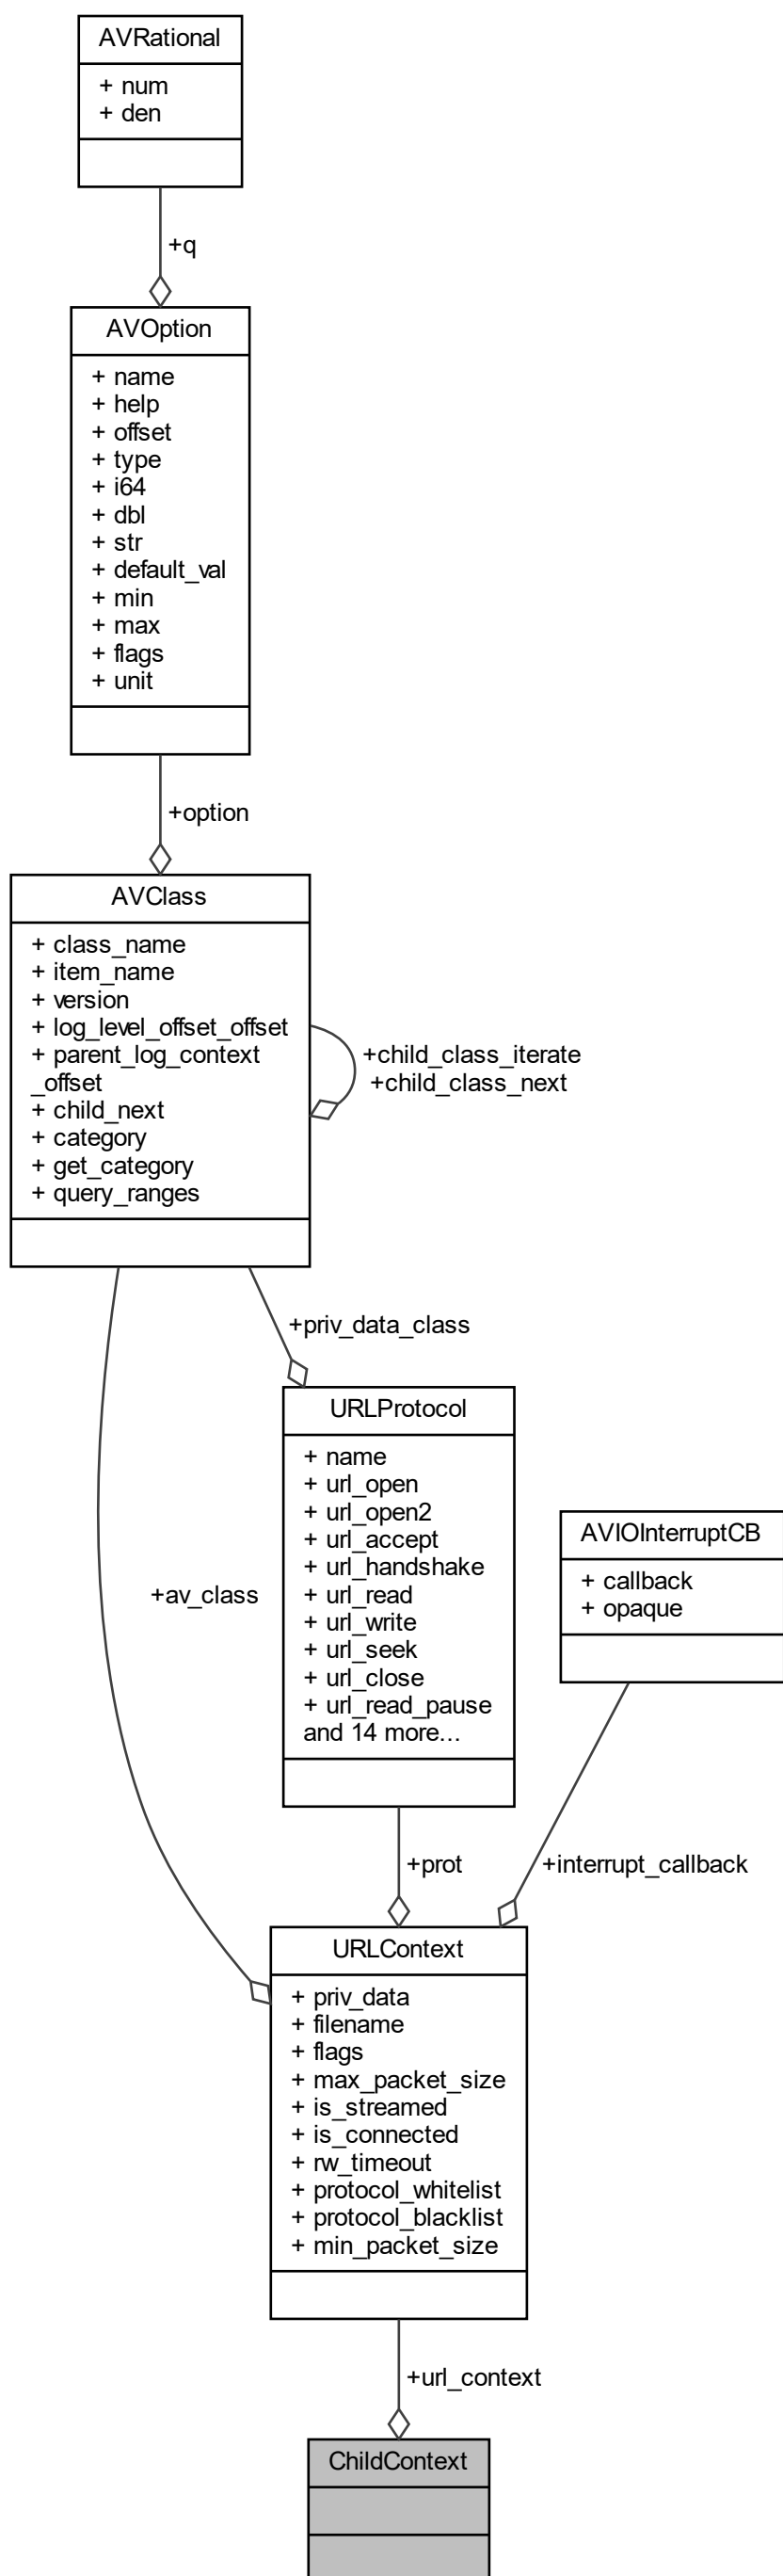 AVRational
+ num
+ den
+q
AVOption
+ name
+ help
+ offset
+ type
+ i64
+ dbl
+ str
+ default_val
+ min
+ max
+ flags
+ unit
+option
AVClass
+ class_name
+ item_name
+ version
+ log_level_offset_offset
+ parent_log_context
_offset
+ child_next
+ category
+ get_category
+ query_ranges
+child_class_iterate
+child_class_next
+priv_data_class
URLProtocol
+ name
+ url_open
+ url_open2
+ url_accept
+ url_handshake
+ url_read
+ url_write
+ url_seek
+ url_close
+ url_read_pause
and 14 more...
+av_class
AVIOInterruptCB
+ callback
+ opaque
+prot
+interrupt_callback
URLContext
+ priv_data
+ filename
+ flags
+ max_packet_size
+ is_streamed
+ is_connected
+ rw_timeout
+ protocol_whitelist
+ protocol_blacklist
+ min_packet_size
+url_context
ChildContext